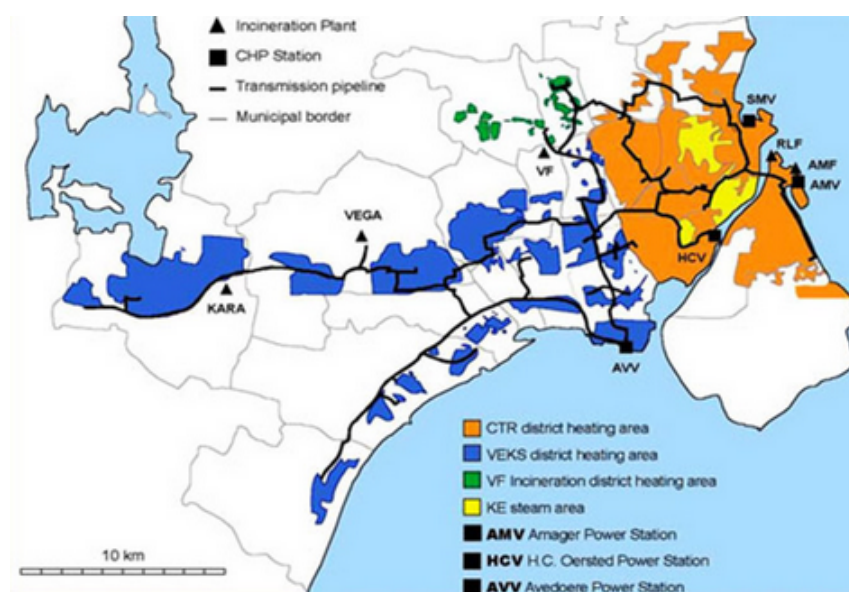 Incineration Plant
CHP Station
Transmission pipeline
Municipal border
SMV
RLF
AMF
AMV
VF
VEGA
HCV
KARA
AVV
CTR district heating area
VEKS district heating area
VF Incineration district heating area
KE steam area
AMV Amager Power Station
HCV H.C. Oersted Power Station
AVV Avedoere Power Station
10 km